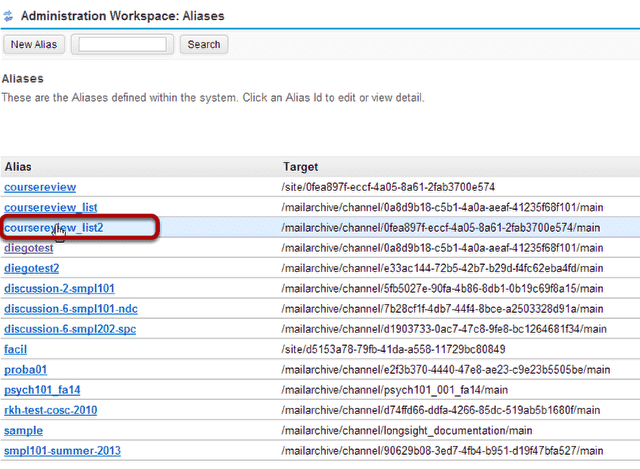 Administration Workspace: Aliases
New Alias Search
Aliases
These are the Aliases defined within the system. Click an Alias Id to edit or view detail.
Alias Target
coursereview /site/0fea897f-eccf-4a05-8a61-2fab3700e574
coursereview_list /mailarchive/channel/0a8d9b18-c5b1-4a0a-aeaf-41235f68f101/main
coursereview_list2 /mailarchive/channel/0fea897f-eccf-4a05-8a61-2fab3700e574/main
diegotest /mailarchive/channel/0a8d9b18-c5b1-4a0a-aeaf-41235f68f101/main
diegotest2 /mailarchive/channel/e33ac144-72b5-42b7-b29d-f4fc62eba4fd/main
discussion-2-smpl101 /mailarchive/channel/5fb5027e-90fa-4b86-8db1-0b19c69f8a15/main
discussion-6-smpl101-ndc /mailarchive/channel/7b28cf1f-4db7-44f4-8bce-a2503328d91a/main
discussion-6-smpl202-spc /mailarchive/channel/d1903733-0ac7-47c8-9fe8-bc1264681f34/main
facil /site/d5153a78-79fb-41da-a558-11729bc80849
proba01 /mailarchive/channel/e2f3b370-4440-47e8-ae23-c9e23b5505be/main
psych101_fa14 /mailarchive/channel/psych101_001_fa14/main
rkh-test-cosc-2010 /mailarchive/channel/d74ffd66-ddfa-4266-85dc-519ab5b1680f/main
sample /mailarchive/channel/longsight_documentation/main
smpl101-summer-2013 /mailarchive/channel/90629b08-3ed7-4fb4-b951-d19f47bfa527/main